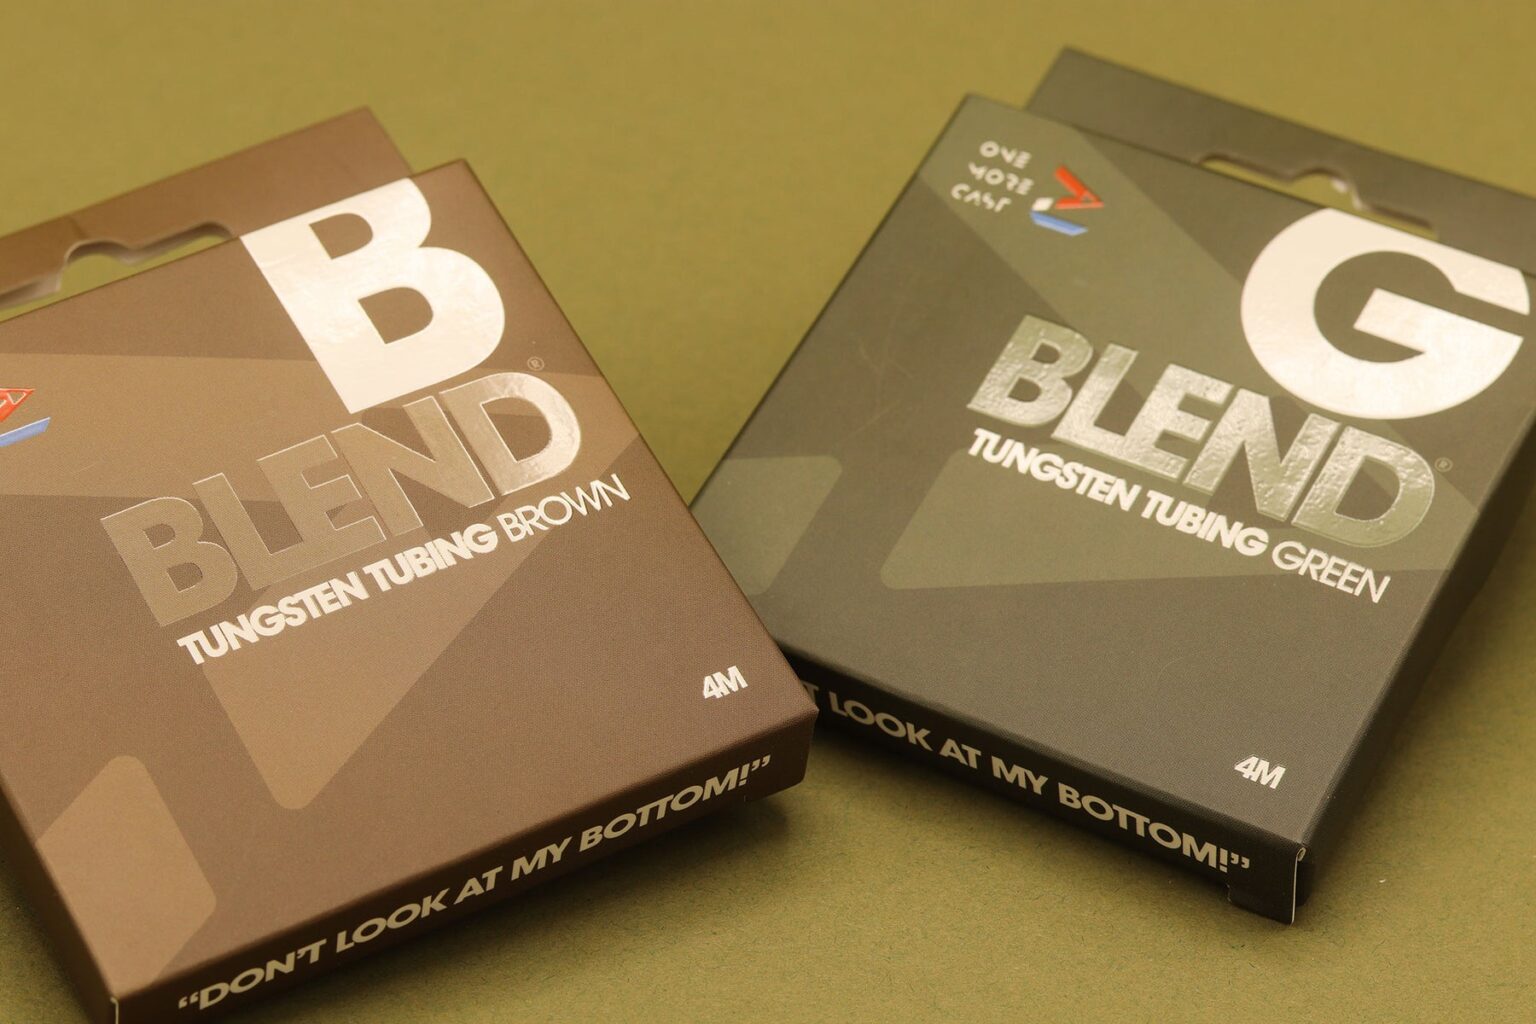 B
BLEND®
TUNGSTEN TUBING BROWN
4M
“DON'T LOOK AT MY BOTTOM!”
ONE
MORE
CAST
G
BLEND®
TUNGSTEN TUBING GREEN
4M
LOOK AT MY BOTTOM!”